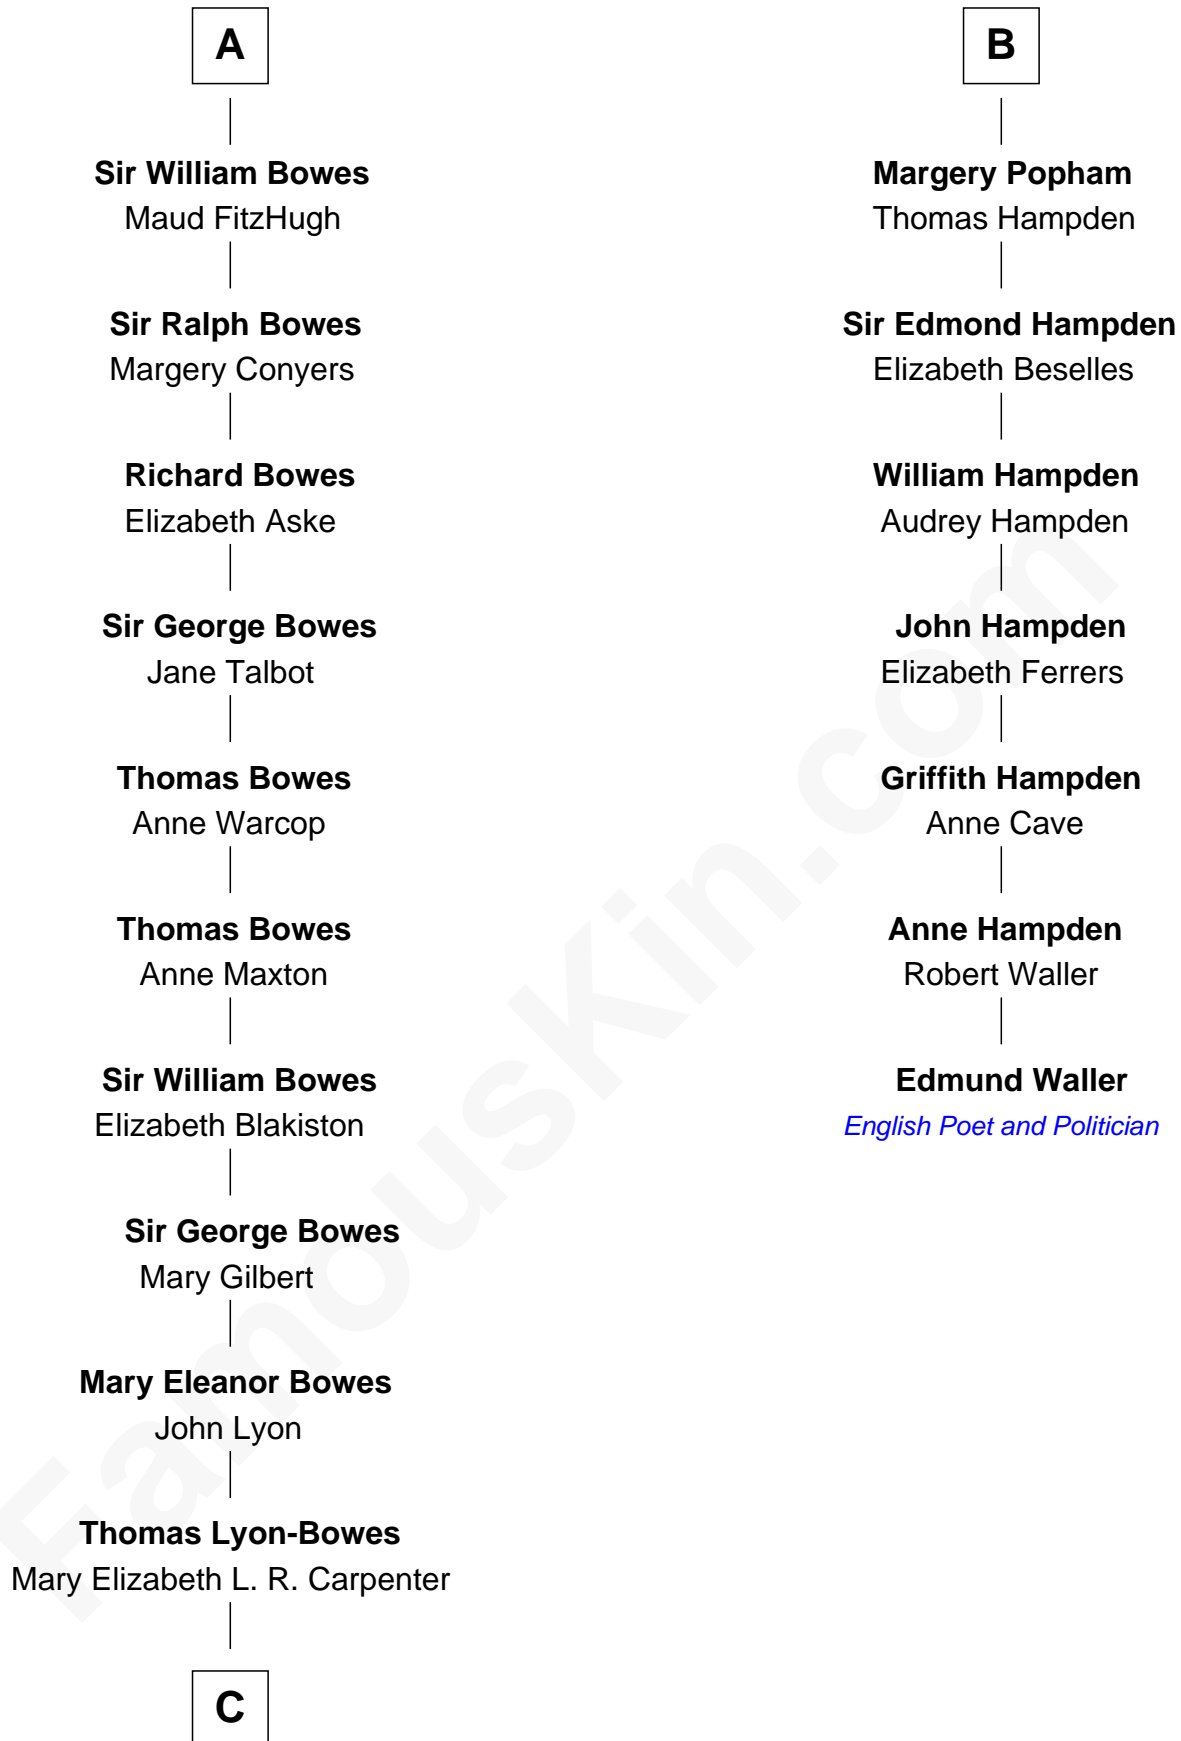 A
Sir William Bowes
Maud FitzHugh
Sir Ralph Bowes
Margery Conyers
Richard Bowes
Elizabeth Aske
Sir George Bowes
Jane Talbot
Thomas Bowes
Anne Warcop
Thomas Bowes
Anne Maxton
Sir William Bowes
Elizabeth Blakiston
Sir George Bowes
Mary Gilbert
Mary Eleanor Bowes
John Lyon
Thomas Lyon-Bowes
Mary Elizabeth L. R. Carpenter
C
B
Margery Popham
Thomas Hampden
Sir Edmond Hampden
Elizabeth Beselles
William Hampden
Audrey Hampden
John Hampden
Elizabeth Ferrers
Griffith Hampden
Anne Cave
Anne Hampden
Robert Waller
Edmund Waller
English Poet and Politician
FamousKin.com